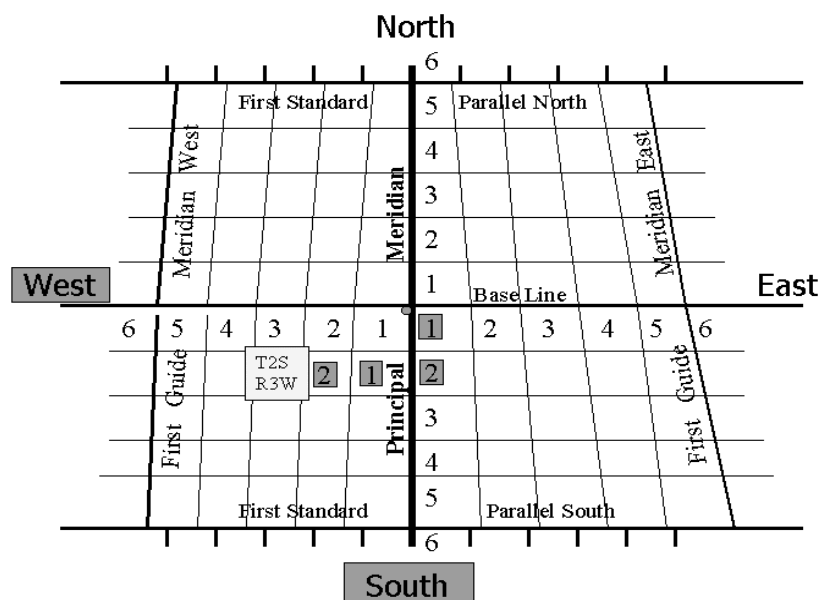 North
6
First Standard
5
Parallel North
4
3
2
1
Meridian West
Meridian
Meridian East
West
Base Line
East
6 5 4 3 2 1
1 2 3 4 5 6
T2S
R3W
2
1
2
First Guide
Principal
First Guide
3
4
First Standard
5
Parallel South
6
South